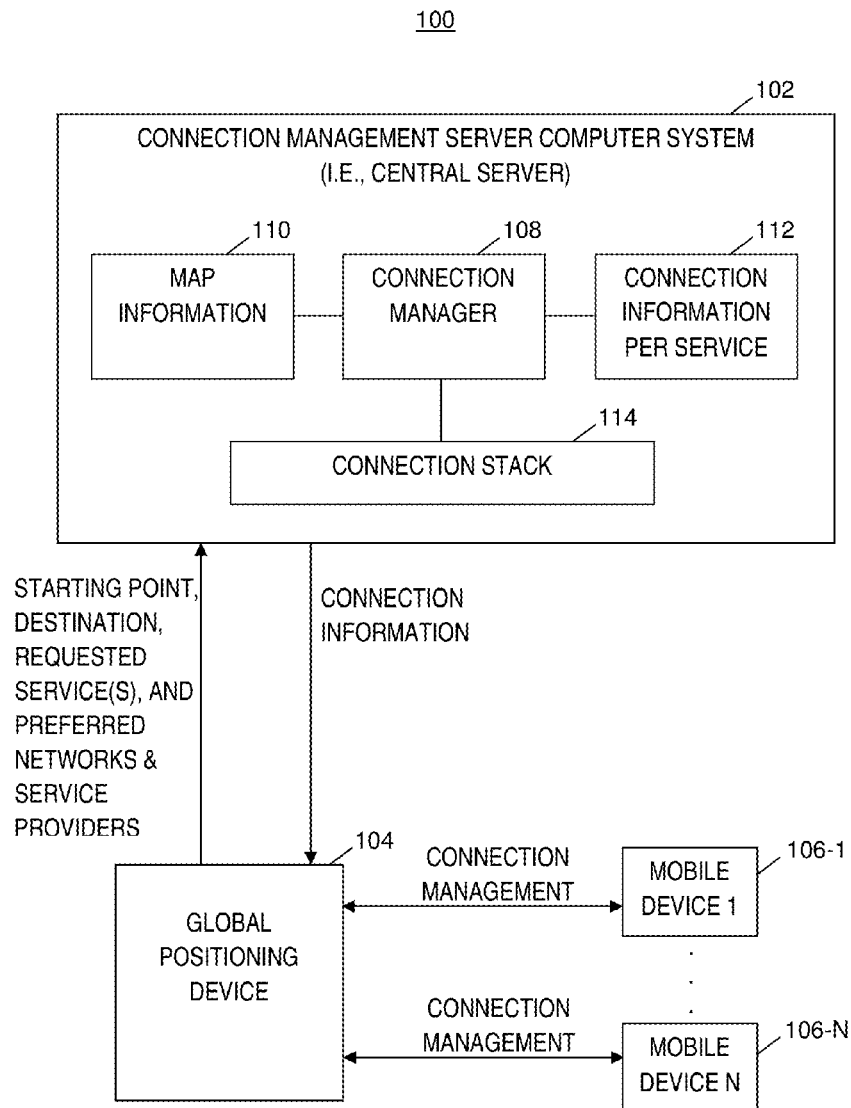 100
102
CONNECTION MANAGEMENT SERVER COMPUTER SYSTEM
(I.E., CENTRAL SERVER)
110
MAP
INFORMATION
108
CONNECTION
MANAGER
112
CONNECTION
INFORMATION
PER SERVICE
114
CONNECTION STACK
STARTING POINT,
DESTINATION,
REQUESTED
SERVICE(S), AND
PREFERRED
NETWORKS &
SERVICE
PROVIDERS
CONNECTION
INFORMATION
104
GLOBAL
POSITIONING
DEVICE
CONNECTION
MANAGEMENT
106-1
MOBILE
DEVICE 1
CONNECTION
MANAGEMENT
106-N
MOBILE
DEVICE N